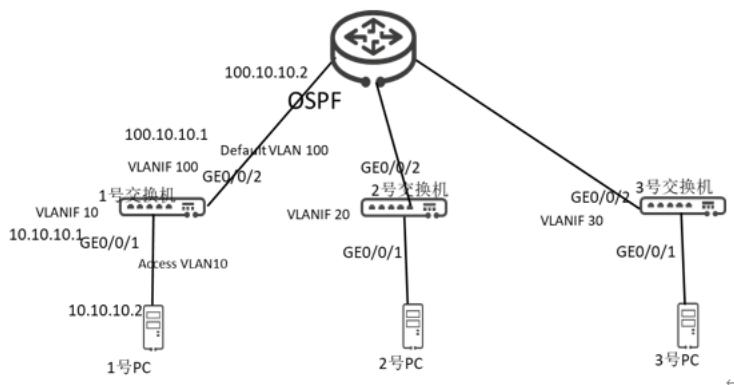 100.10.10.2
OSPF
100.10.10.1
Default VLAN 100
VLANIF 100
GE0/0/2
GE0/0/2
1号交换机
2号交换机
3号交换机
GE0/0/2
VLANIF 10
VLANIF 20
VLANIF 30
10.10.10.1
GE0/0/1
GE0/0/1
GE0/0/1
Access VLAN10
10.10.10.2
1号PC
2号PC
3号PC